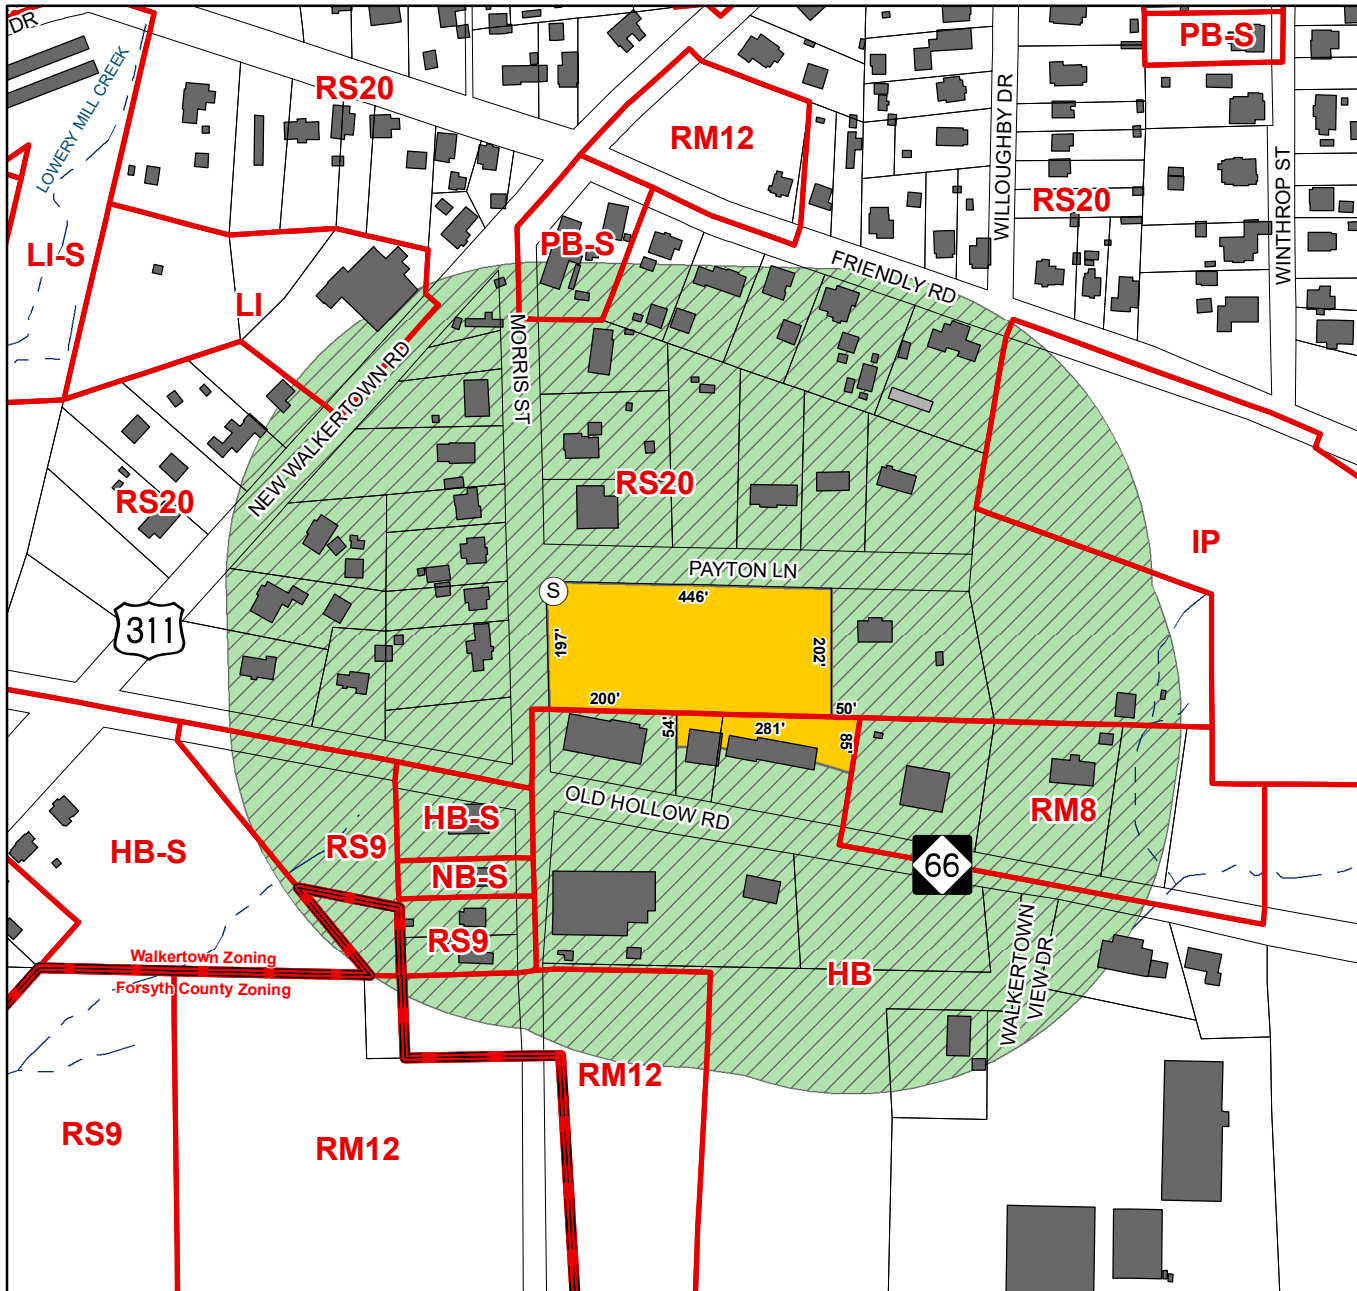 DR
PB-S
LOWERY MILL CREEK
RS20
RM12
WILLOUGHBY DR
WINTHROP ST
RS20
PB-S
LI-S
FRIENDLY RD
LI
MORRIS ST
NEW WALKERTOWN RD
RS20
RS20
IP
PAYTON LN
S
446'
311
197'
202'
200'
50'
54'
281'
85'
OLD HOLLOW RD
HB-S
RM8
HB-S
RS9
66
NB-S
RS9
WALKERTOWN
VIEW DR
Walkertown Zoning
Forsyth County Zoning
HB
RM12
RS9
RM12